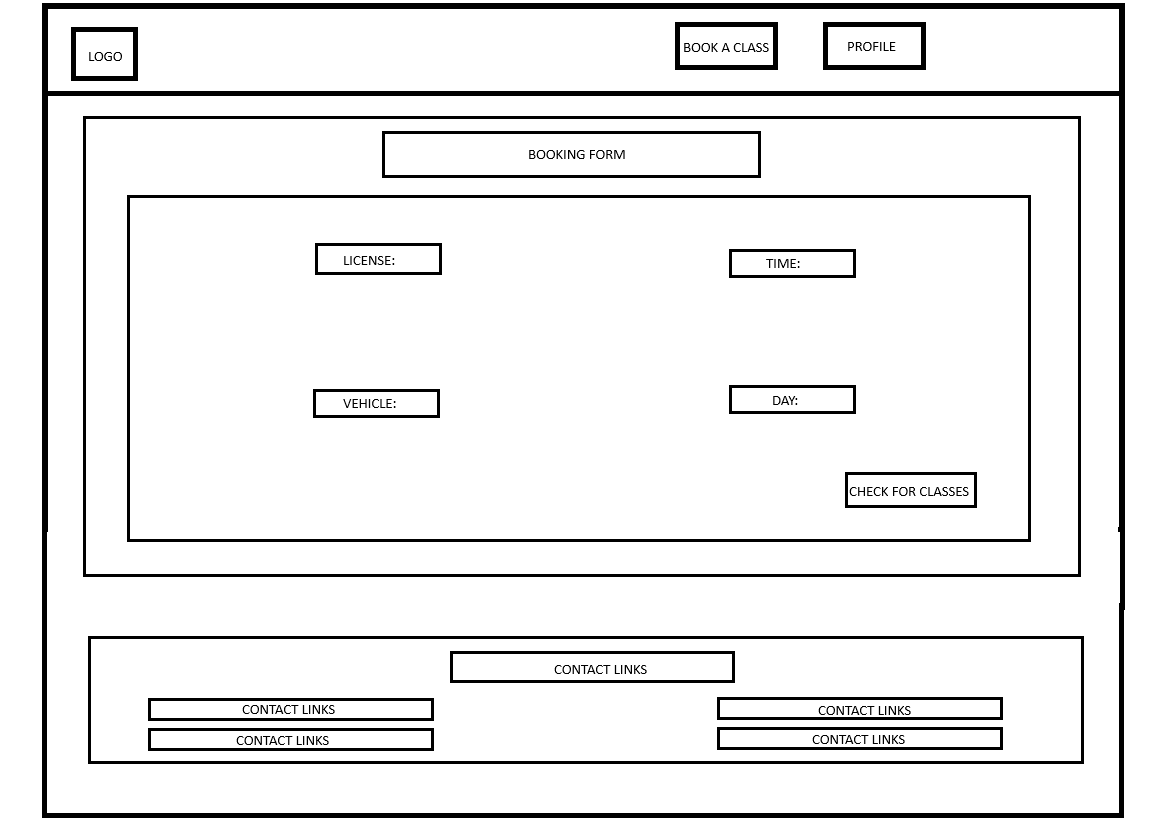 LOGO
BOOK A CLASS
PROFILE
BOOKING FORM
LICENSE:
TIME:
VEHICLE:
DAY:
CHECK FOR CLASSES
CONTACT LINKS
CONTACT LINKS
CONTACT LINKS
CONTACT LINKS
CONTACT LINKS